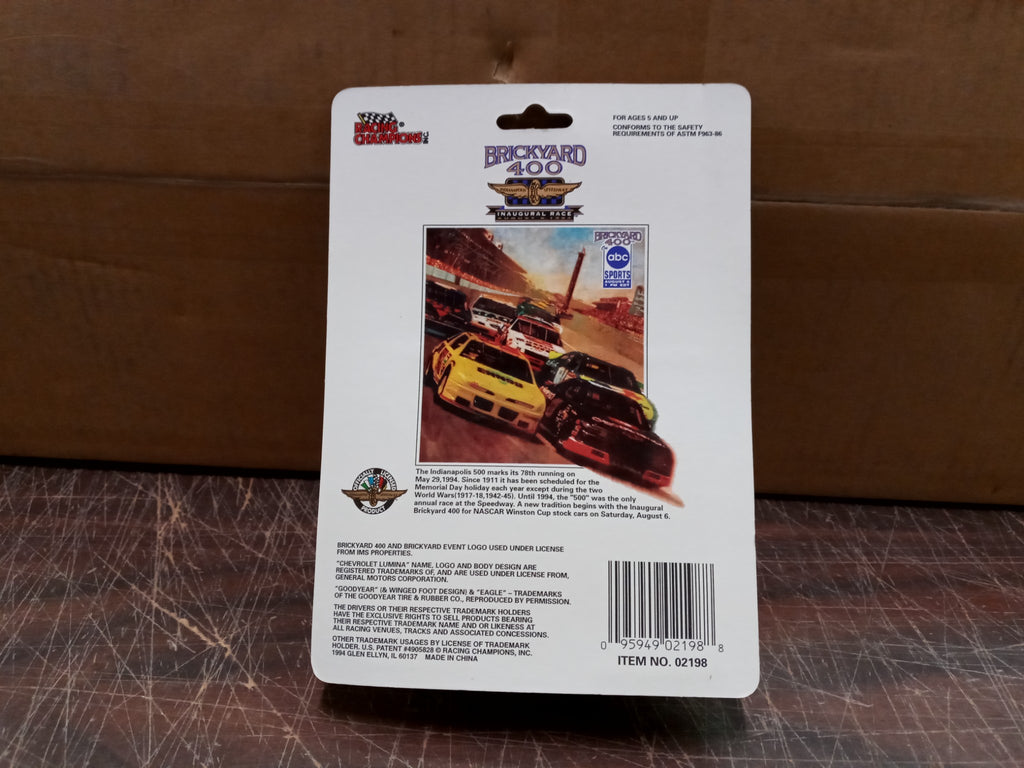 RACING
CHAMPIONS®
INC.
FOR AGES 5 AND UP
CONFORMS TO THE SAFETY
REQUIREMENTS OF ASTM F963-86
BRICKYARD
400
INAUGURAL RACE
BRICKYARD
400
abc
SPORTS
AUGUST 6
The Indianapolis 500 marks its 78th running on
May 29,1994. Since 1911 it has been scheduled for the
Memorial Day holiday each year except during the two
World Wars(1917-18,1942-45). Until 1994, the "500" was the only
annual race at the Speedway. A new tradition begins with the Inaugural
Brickyard 400 for NASCAR Winston Cup stock cars on Saturday, August 6.
OFFICIALLY LICENSED
PRODUCT
BRICKYARD 400 AND BRICKYARD EVENT LOGO USED UNDER LICENSE
FROM IMS PROPERTIES.
"CHEVROLET LUMINA" NAME, LOGO AND BODY DESIGN ARE
REGISTERED TRADEMARKS OF, AND ARE USED UNDER LICENSE FROM,
GENERAL MOTORS CORPORATION.
"GOODYEAR" (& WINGED FOOT DESIGN) & "EAGLE" – TRADEMARKS
OF THE GOODYEAR TIRE & RUBBER CO., REPRODUCED BY PERMISSION.
THE DRIVERS OR THEIR RESPECTIVE TRADEMARK HOLDERS
HAVE THE EXCLUSIVE RIGHTS TO SELL PRODUCTS BEARING
THEIR RESPECTIVE TRADEMARK NAME AND OR LIKENESS AT
ALL RACING VENUES, TRACKS AND ASSOCIATED CONCESSIONS.
OTHER TRADEMARK USAGES BY LICENSE OF TRADEMARK
HOLDER. U.S. PATENT #4905828 © RACING CHAMPIONS, INC.
1994 GLEN ELLYN, IL 60137 MADE IN CHINA
0 95949 02198 8
ITEM NO. 02198